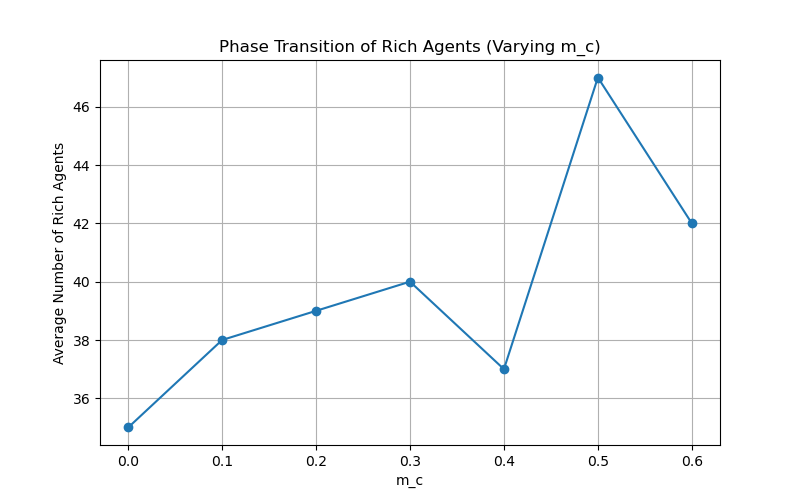 Phase Transition of Rich Agents (Varying m_c)
Average Number of Rich Agents
46
44
42
40
38
36
0.0 0.1 0.2 0.3 0.4 0.5 0.6
m_c